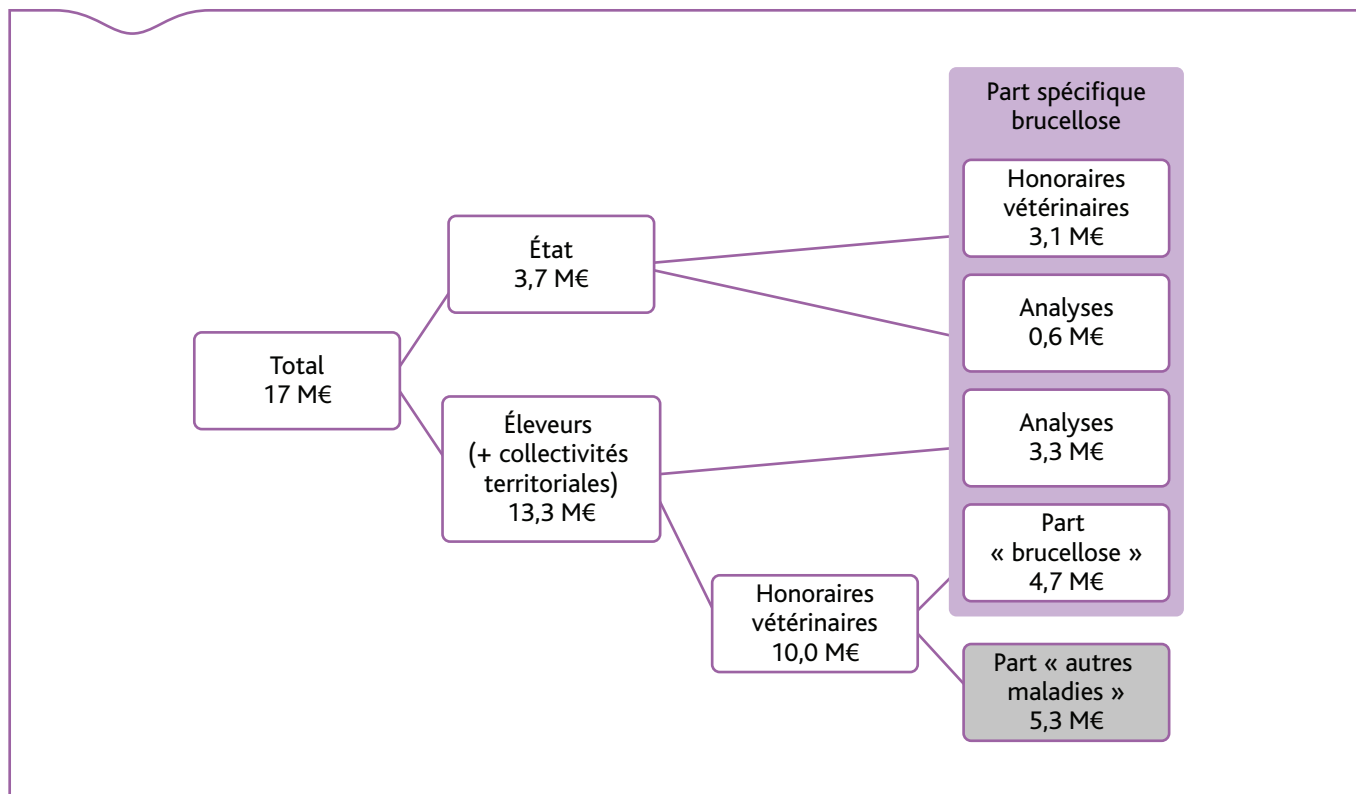 Part spécifique
brucellose
Honoraires
vétérinaires
3,1 M€
État
3,7 M€
Analyses
0,6 M€
Total
17 M€
Éleveurs
(+ collectivités
territoriales)
13,3 M€
Analyses
3,3 M€
Part
« brucellose »
4,7 M€
Honoraires
vétérinaires
10,0 M€
Part « autres
maladies »
5,3 M€